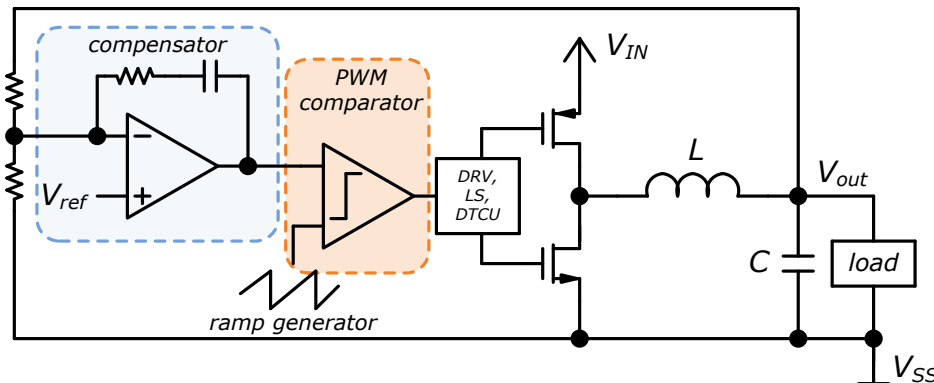 compensator
V_ref
−
+
PWM
comparator
ramp generator
DRV,
LS,
DTCU
V_IN
L
V_out
C
load
V_SS